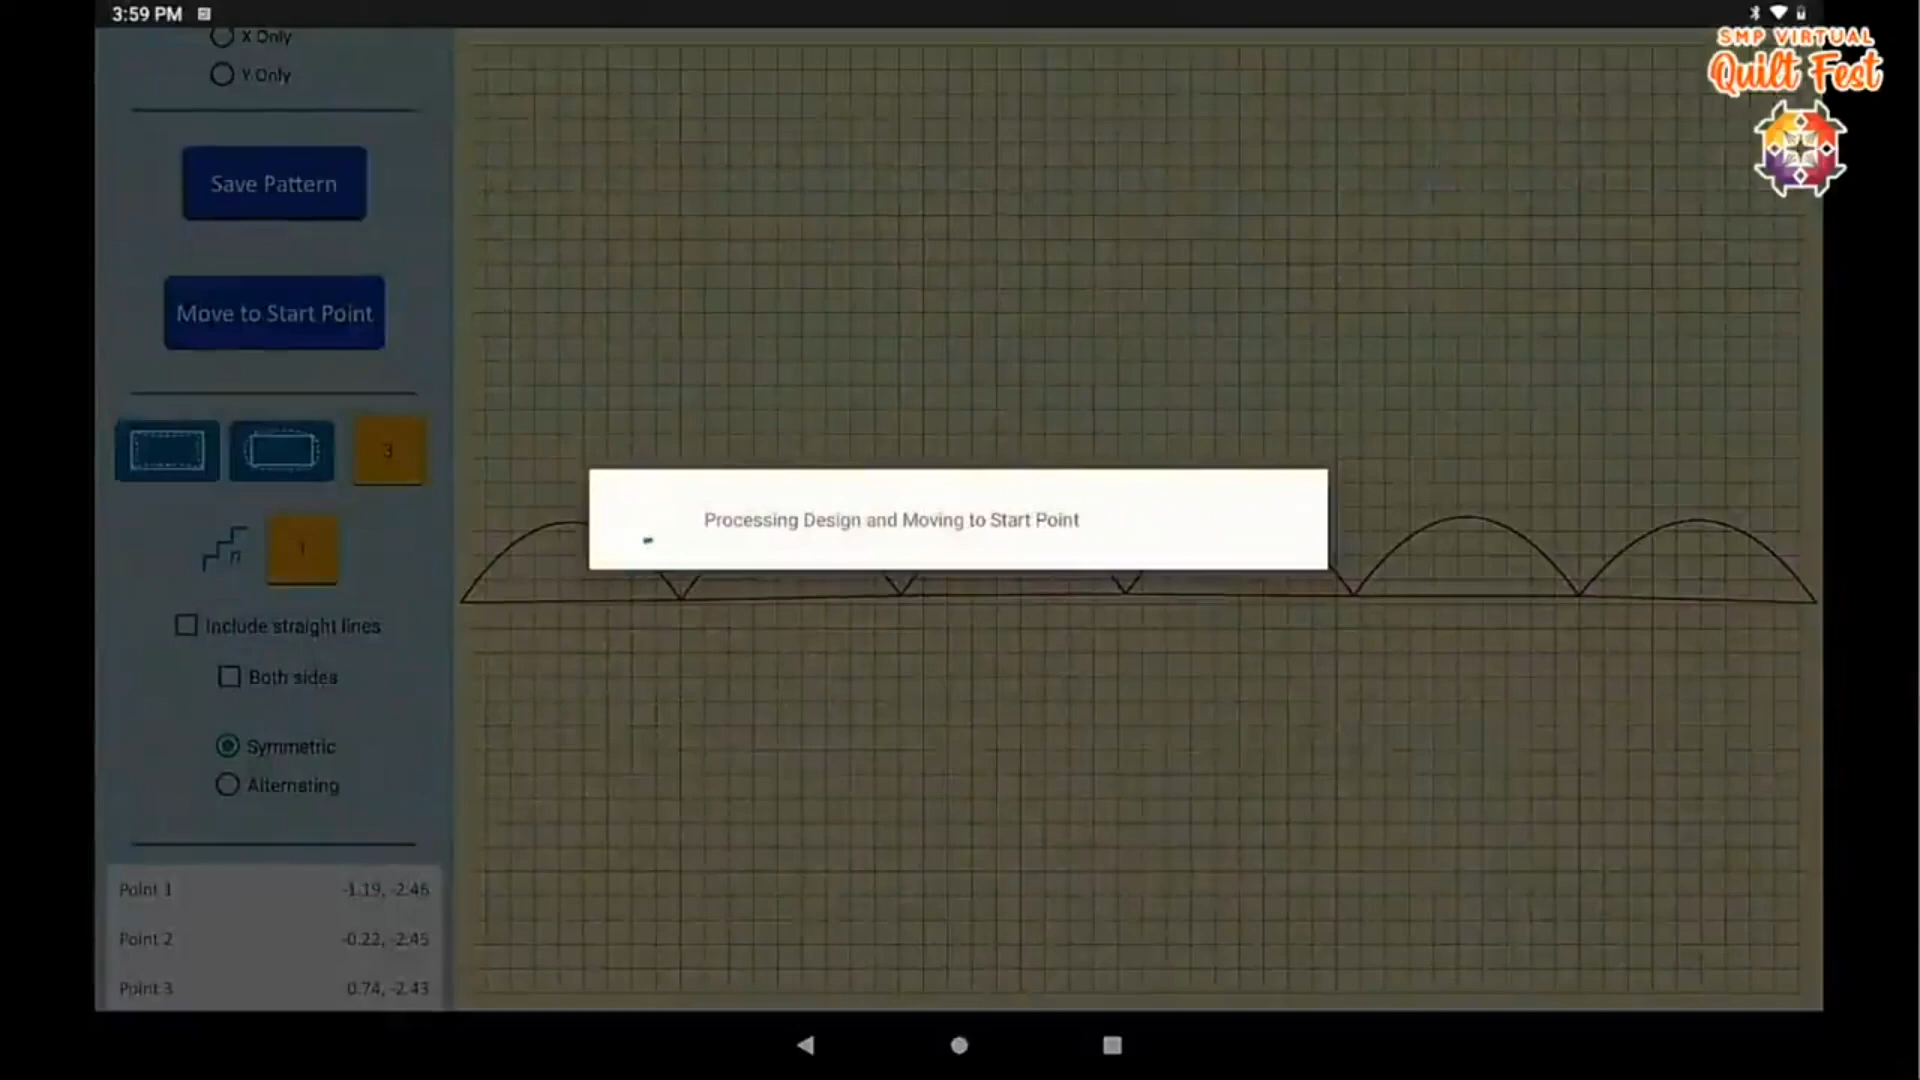 3:59 PM
SMP VIRTUAL
Quilt Fest
X Only
Y Only
Save Pattern
Move to Start Point
3
Processing Design and Moving to Start Point
n
1
Include straight lines
Both sides
Symmetric
Alternating
Point 1 -1.19, -2.46
Point 2 -0.22, -2.45
Point 3 0.74, -2.43